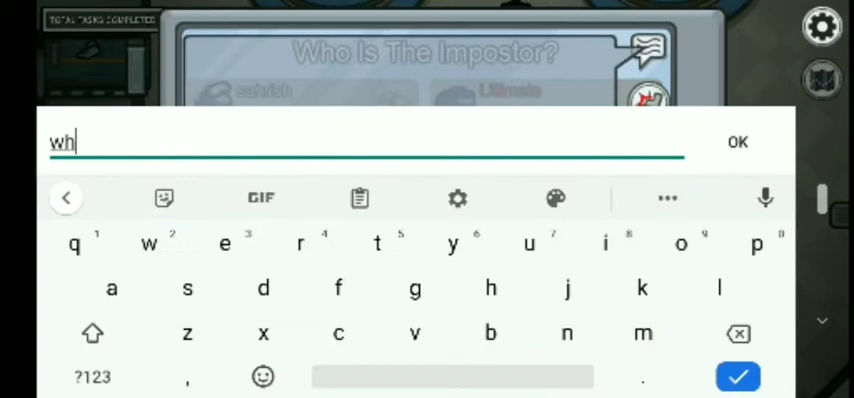 TOTAL TASKS COMPLETED
Who Is The Impostor?
sahrish Ultimate
wh OK
GIF
q 1 w 2 e 3 r 4 t 5 y 6 u 7 i 8 o 9 p 0
a s d f g h j k l
z x c v b n m
?123 , .